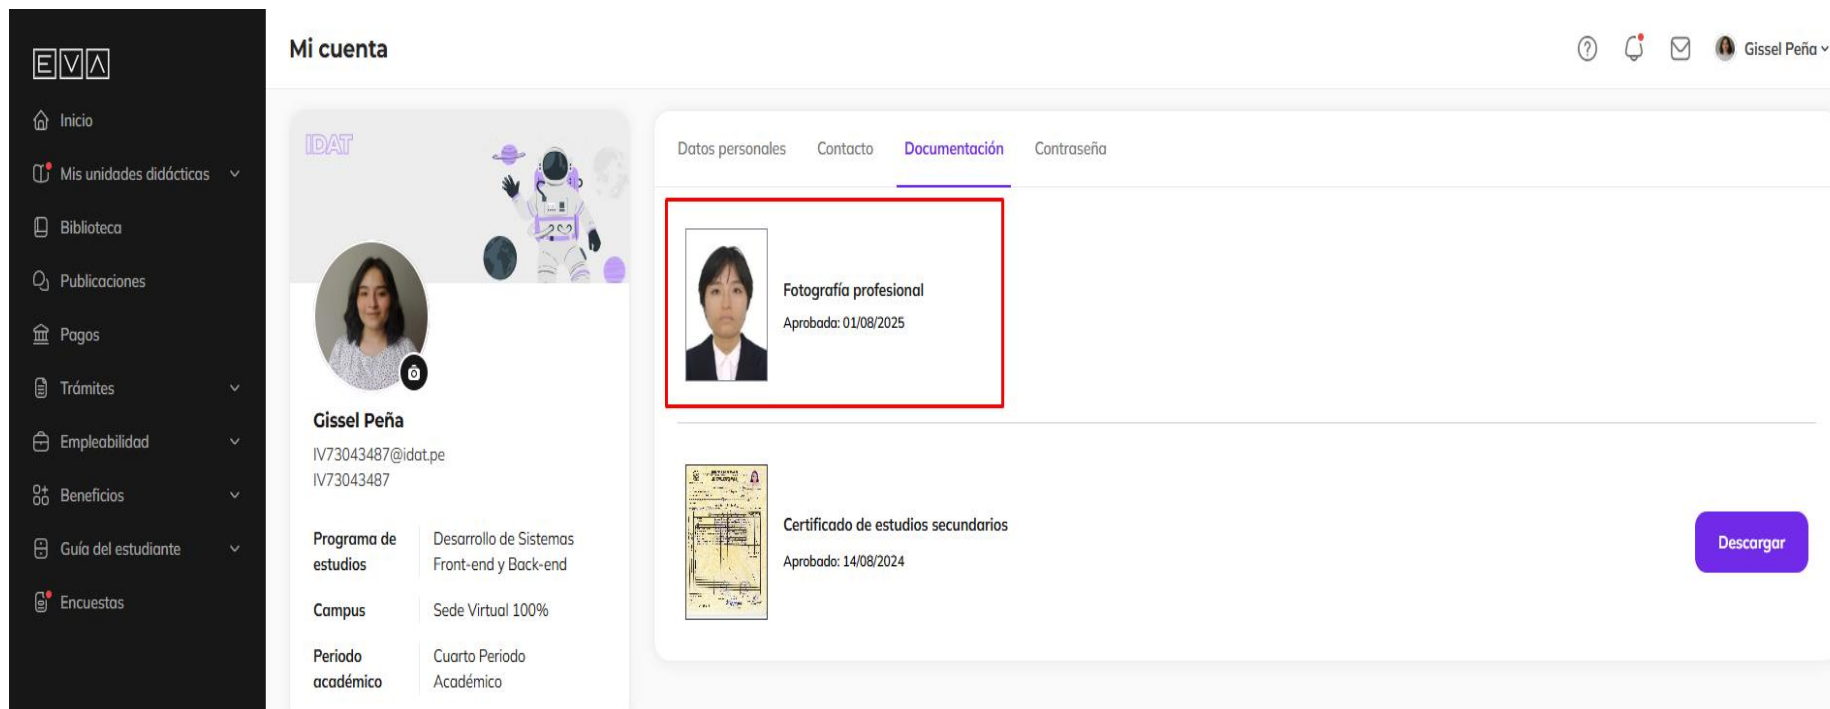 EVA
Mi cuenta
Gissel Peña
Inicio
Mis unidades didácticas
Biblioteca
Publicaciones
Pagos
Trámites
Empleabilidad
Beneficios
Guía del estudiante
Encuestas
IDAT
Gissel Peña
IV73043487@idat.pe
IV73043487
Programa de estudios
Desarrollo de Sistemas
Front-end y Back-end
Campus
Sede Virtual 100%
Periodo académico
Cuarto Periodo
Académico
Datos personales Contacto Documentación Contraseña
Fotografía profesional
Aprobada: 01/08/2025
Certificado de estudios secundarios
Aprobado: 14/08/2024
Descargar